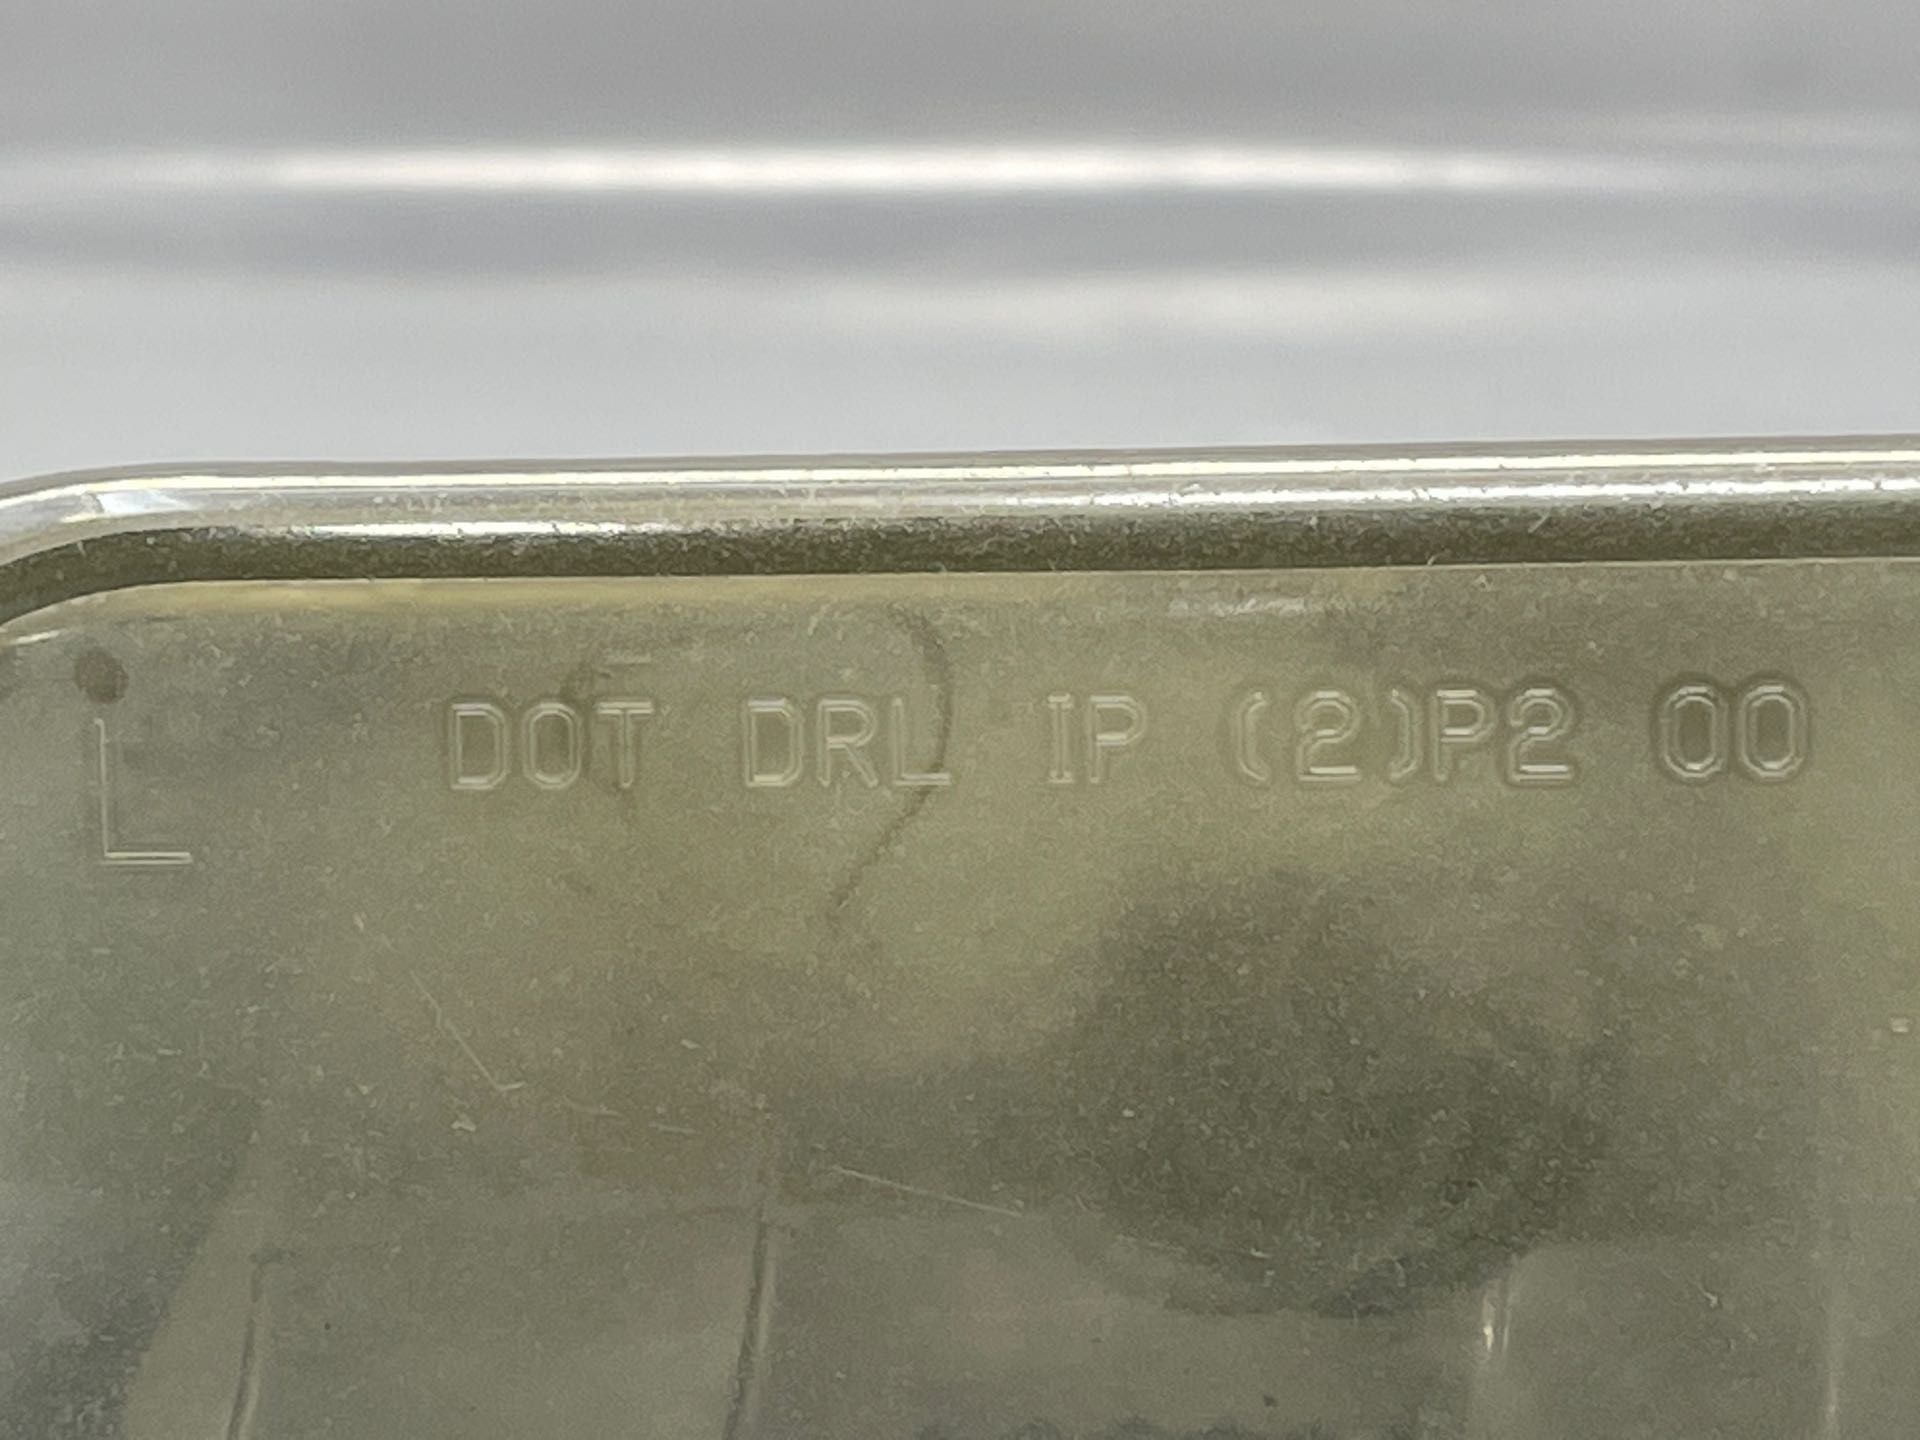 DOT DRL IP (2)P2 00
L